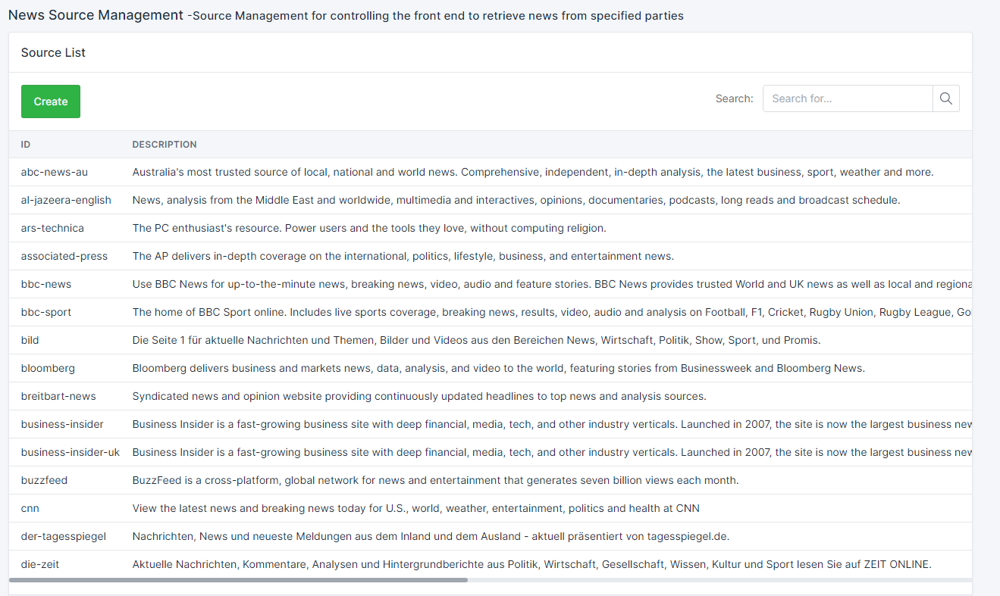 News Source Management -Source Management for controlling the front end to retrieve news from specified parties
Source List
Create
Search:
Search for...
ID DESCRIPTION
abc-news-au Australia's most trusted source of local, national and world news. Comprehensive, independent, in-depth analysis, the latest business, sport, weather and more.
al-jazeera-english News, analysis from the Middle East and worldwide, multimedia and interactives, opinions, documentaries, podcasts, long reads and broadcast schedule.
ars-technica The PC enthusiast's resource. Power users and the tools they love, without computing religion.
associated-press The AP delivers in-depth coverage on the international, politics, lifestyle, business, and entertainment news.
bbc-news Use BBC News for up-to-the-minute news, breaking news, video, audio and feature stories. BBC News provides trusted World and UK news as well as local and regiona
bbc-sport The home of BBC Sport online. Includes live sports coverage, breaking news, results, video, audio and analysis on Football, F1, Cricket, Rugby Union, Rugby League, Go
bild Die Seite 1 für aktuelle Nachrichten und Themen, Bilder und Videos aus den Bereichen News, Wirtschaft, Politik, Show, Sport, und Promis.
bloomberg Bloomberg delivers business and markets news, data, analysis, and video to the world, featuring stories from Businessweek and Bloomberg News.
breitbart-news Syndicated news and opinion website providing continuously updated headlines to top news and analysis sources.
business-insider Business Insider is a fast-growing business site with deep financial, media, tech, and other industry verticals. Launched in 2007, the site is now the largest business new
business-insider-uk Business Insider is a fast-growing business site with deep financial, media, tech, and other industry verticals. Launched in 2007, the site is now the largest business new
buzzfeed BuzzFeed is a cross-platform, global network for news and entertainment that generates seven billion views each month.
cnn View the latest news and breaking news today for U.S., world, weather, entertainment, politics and health at CNN
der-tagesspiegel Nachrichten, News und neueste Meldungen aus dem Inland und dem Ausland - aktuell präsentiert von tagesspiegel.de.
die-zeit Aktuelle Nachrichten, Kommentare, Analysen und Hintergrundberichte aus Politik, Wirtschaft, Gesellschaft, Wissen, Kultur und Sport lesen Sie auf ZEIT ONLINE.